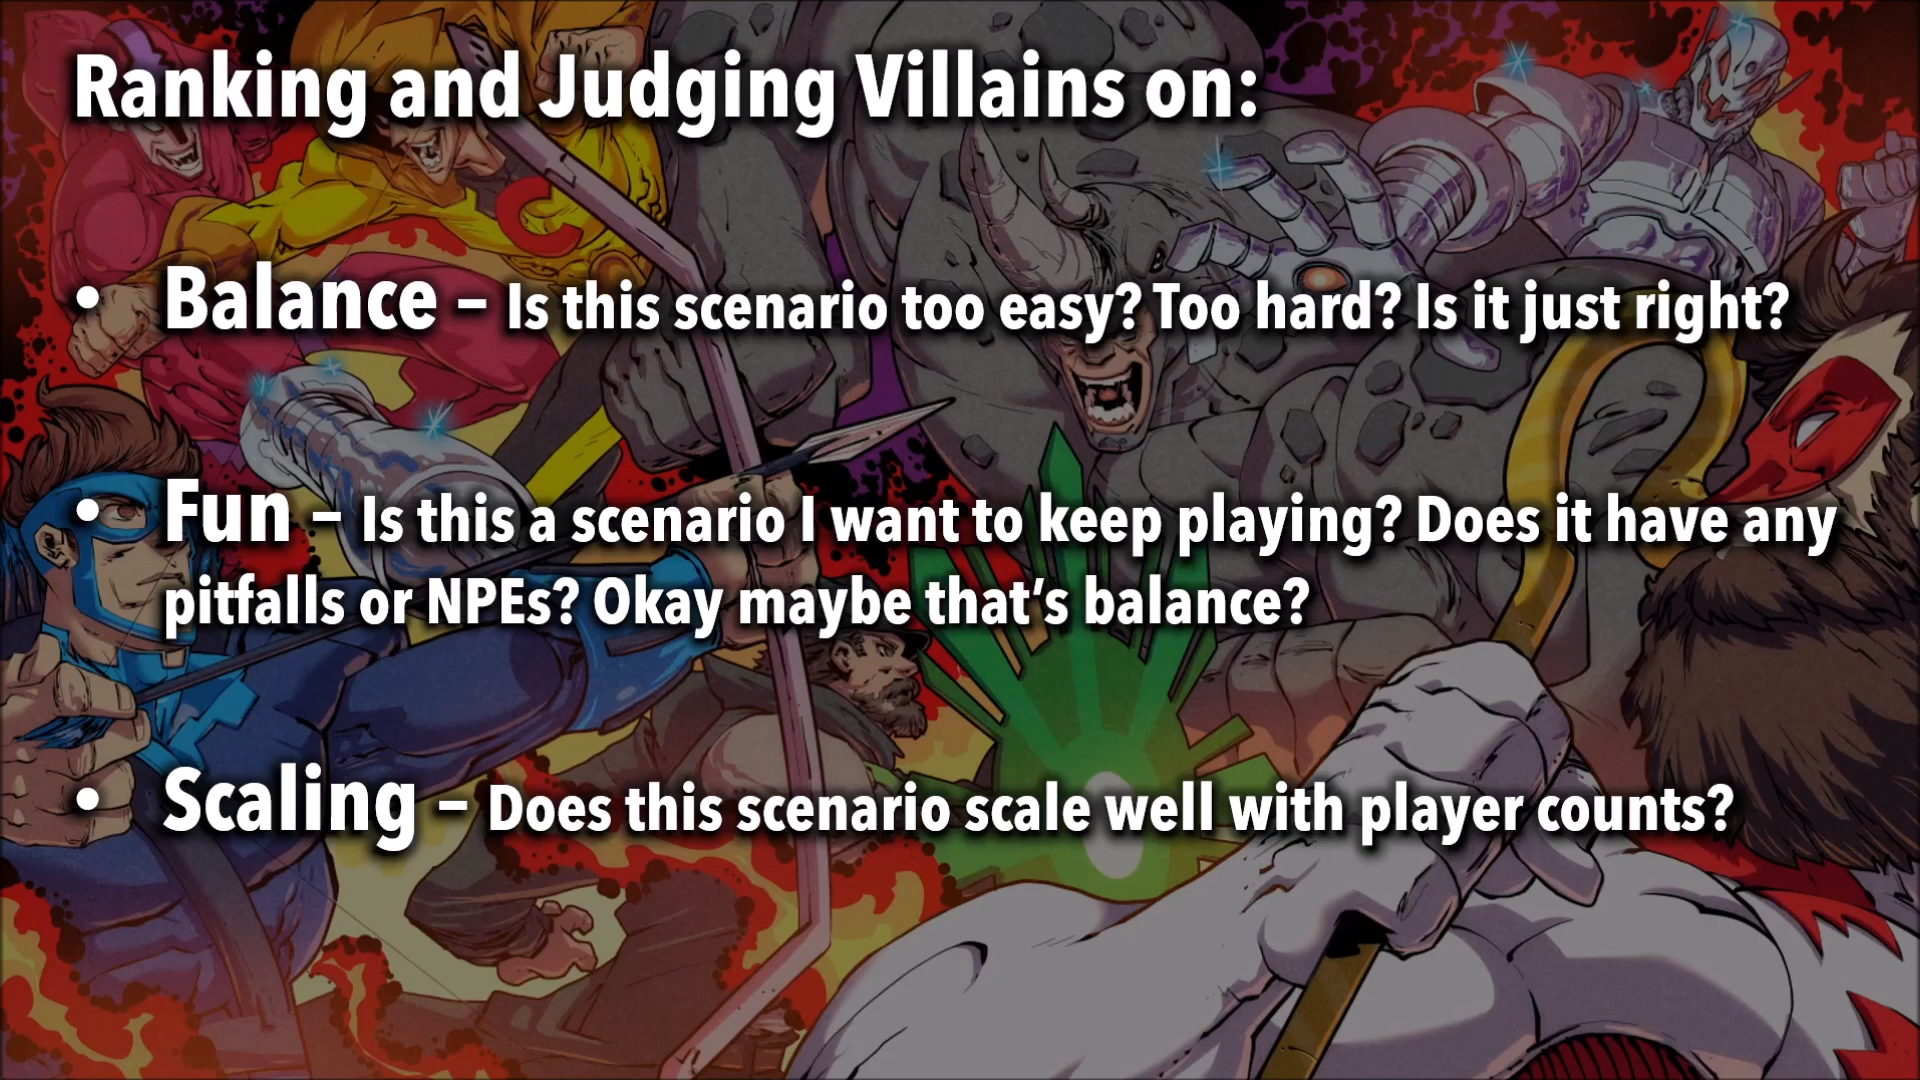 Ranking and Judging Villains on:
• Balance – Is this scenario too easy? Too hard? Is it just right?
• Fun – Is this a scenario I want to keep playing? Does it have any
pitfalls or NPEs? Okay maybe that's balance?
• Scaling – Does this scenario scale well with player counts?
C